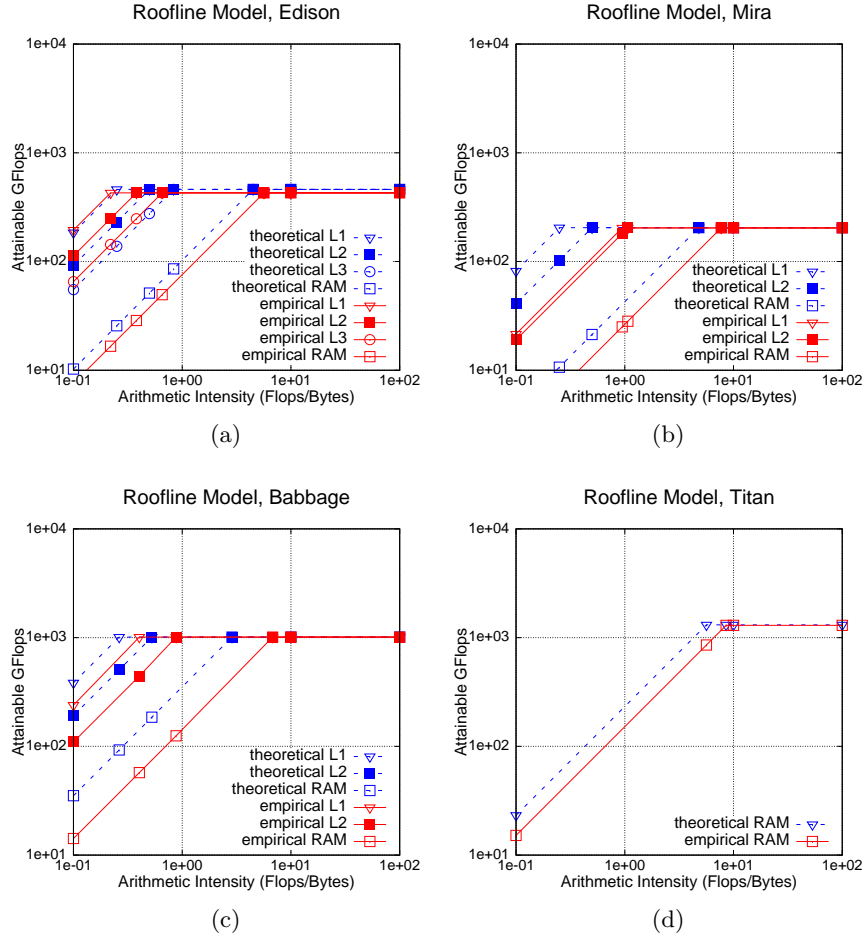 Roofline Model, Edison
1e+04
1e+03
1e+02
1e+01
Attainable GFlops
theoretical L1
theoretical L2
theoretical L3
theoretical RAM
empirical L1
empirical L2
empirical L3
empirical RAM
1e-01 1e+00 1e+01 1e+02
Arithmetic Intensity (Flops/Bytes)
(a)
Roofline Model, Mira
1e+04
1e+03
1e+02
1e+01
Attainable GFlops
theoretical L1
theoretical L2
theoretical RAM
empirical L1
empirical L2
empirical RAM
1e-01 1e+00 1e+01 1e+02
Arithmetic Intensity (Flops/Bytes)
(b)
Roofline Model, Babbage
1e+04
1e+03
1e+02
1e+01
Attainable GFlops
theoretical L1
theoretical L2
theoretical RAM
empirical L1
empirical L2
empirical RAM
1e-01 1e+00 1e+01 1e+02
Arithmetic Intensity (Flops/Bytes)
(c)
Roofline Model, Titan
1e+04
1e+03
1e+02
1e+01
Attainable GFlops
theoretical RAM
empirical RAM
1e-01 1e+00 1e+01 1e+02
Arithmetic Intensity (Flops/Bytes)
(d)